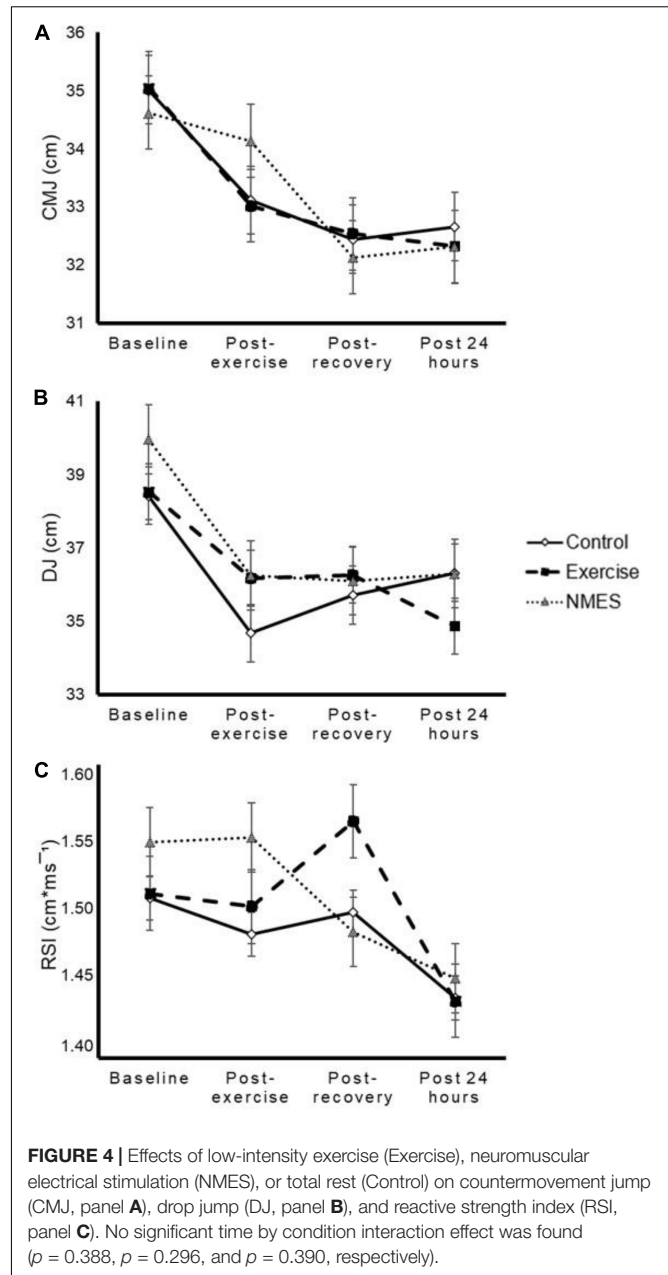 A
36
35
34
33
32
31
CMJ (cm)
Baseline Post-exercise Post-recovery Post 24 hours
B
41
39
37
35
33
DJ (cm)
Baseline Post-exercise Post-recovery Post 24 hours
Control
Exercise
NMES
C
1.60
1.55
1.50
1.45
1.40
RSI (cm*ms⁻¹)
Baseline Post-exercise Post-recovery Post 24 hours
FIGURE 4 | Effects of low-intensity exercise (Exercise), neuromuscular
electrical stimulation (NMES), or total rest (Control) on countermovement jump
(CMJ, panel A), drop jump (DJ, panel B), and reactive strength index (RSI,
panel C). No significant time by condition interaction effect was found
(p = 0.388, p = 0.296, and p = 0.390, respectively).